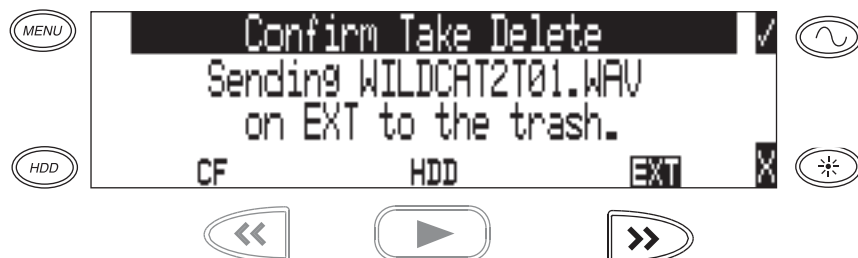 MENU
Confirm Take Delete ✓
Sending WILDCAT2T01.WAV
on EXT to the trash.
HDD
CF HDD EXT X